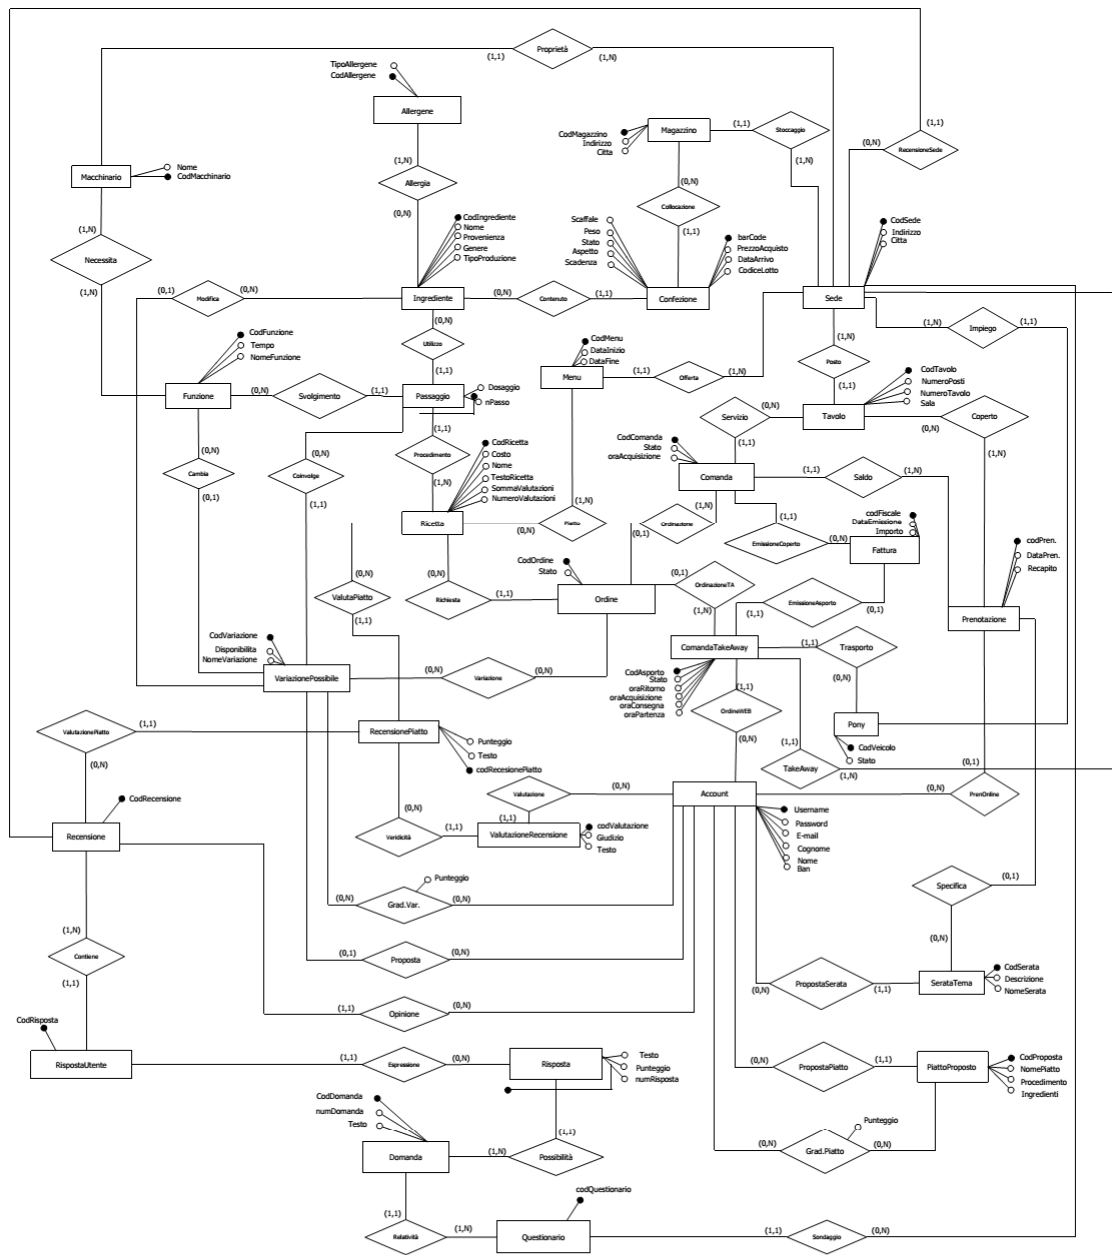 Proprietà
(1,1)
(1,N)
TipoAllergene
CodAllergene
Allergene
CodMagazzino
Indirizzo
Citta
Magazzino
(1,1)
Stoccaggio
(1,1)
(0,N)
RecensioneSede
(1,N)
Nome
CodMacchinario
Macchinario
(1,N)
Allergia
(0,N)
(0,N)
Collocazione
(1,1)
(1,N)
Necessita
(1,N)
CodIngrediente
Nome
Provenienza
Genere
TipoProduzione
Scaffale
Peso
Stato
Aspetto
Scadenza
barCode
PrezzoAcquisto
DataArrivo
CodiceLotto
CodSede
Indirizzo
Citta
(0,1)
Modifica
(0,N)
Ingrediente
(0,N)
Contenuto
(1,1)
Confezione
Sede
(1,N)
Impiego
(1,1)
(0,N)
Utilizzo
(1,1)
CodFunzione
Tempo
NomeFunzione
CodMenu
DataInizio
DataFine
(1,N)
Posto
(1,1)
Funzione
(0,N)
Svolgimento
(1,1)
Passaggio
Dosaggio
nPasso
Menu
(1,1)
Offerta
(1,N)
CodTavolo
NumeroPosti
NumeroTavolo
Sala
Servizio
(0,N)
Tavolo
(0,N)
Coperto
(1,1)
(1,N)
(0,N)
Cambia
(0,1)
(0,N)
Coinvolge
(1,1)
(1,1)
Procedimento
(1,N)
CodRicetta
Costo
Nome
TestoRicetta
SommaValutazioni
NumeroValutazioni
CodComanda
Stato
oraAcquisizione
Comanda
(1,1)
Saldo
(1,N)
Ricetta
(0,N)
Piatto
(1,N)
(1,N)
Ordinazione
(0,1)
(1,1)
EmissioneCoperto
(0,N)
Fattura
codFiscale
DataEmissione
Importo
codPren.
DataPren.
Recapito
(0,N)
ValutaPiatto
(1,1)
(0,N)
Richiesta
(1,1)
CodOrdine
Stato
Ordine
(0,1)
OrdinazioneTA
(1,N)
EmissioneAsporto
(1,1)
(0,1)
Prenotazione
CodVariazione
Disponibilita
NomeVariazione
VariazionePossibile
(0,N)
Variazione
(0,N)
ComandaTakeAway
(1,1)
Trasporto
(0,N)
CodAsporto
Stato
oraRitorno
oraAcquisizione
oraConsegna
oraPartenza
(1,1)
OrdineWEB
(0,N)
Pony
CodVeicolo
Stato
(1,1)
TakeAway
(1,N)
ValutazionePiatto
(1,1)
(0,N)
RecensionePiatto
Punteggio
Testo
codRecesionePiatto
(0,1)
PrenOnline
(0,N)
CodRecensione
Recensione
(0,N)
Veridicità
(1,1)
Valutazione
(0,N)
(1,1)
ValutazioneRecensione
codValutazione
Giudizio
Testo
Account
Username
Password
E-mail
Cognome
Nome
Ban
Punteggio
(0,N)
Grad.Var.
(0,N)
Specifica
(0,1)
(0,N)
(1,N)
Contiene
(1,1)
(0,1)
Proposta
(0,N)
(0,N)
PropostaSerata
(1,1)
SerataTema
CodSerata
Descrizione
NomeSerata
(1,1)
Opinione
(0,N)
CodRisposta
RispostaUtente
(1,1)
Espressione
(0,N)
Risposta
Testo
Punteggio
numRisposta
(0,N)
PropostaPiatto
(1,1)
PiattoProposto
CodProposta
NomePiatto
Procedimento
Ingredienti
CodDomanda
numDomanda
Testo
Domanda
(1,N)
Possibilità
(1,1)
Punteggio
(0,N)
Grad.Piatto
(0,N)
(1,1)
Relatività
(1,N)
codQuestionario
Questionario
(1,1)
Sondaggio
(0,N)